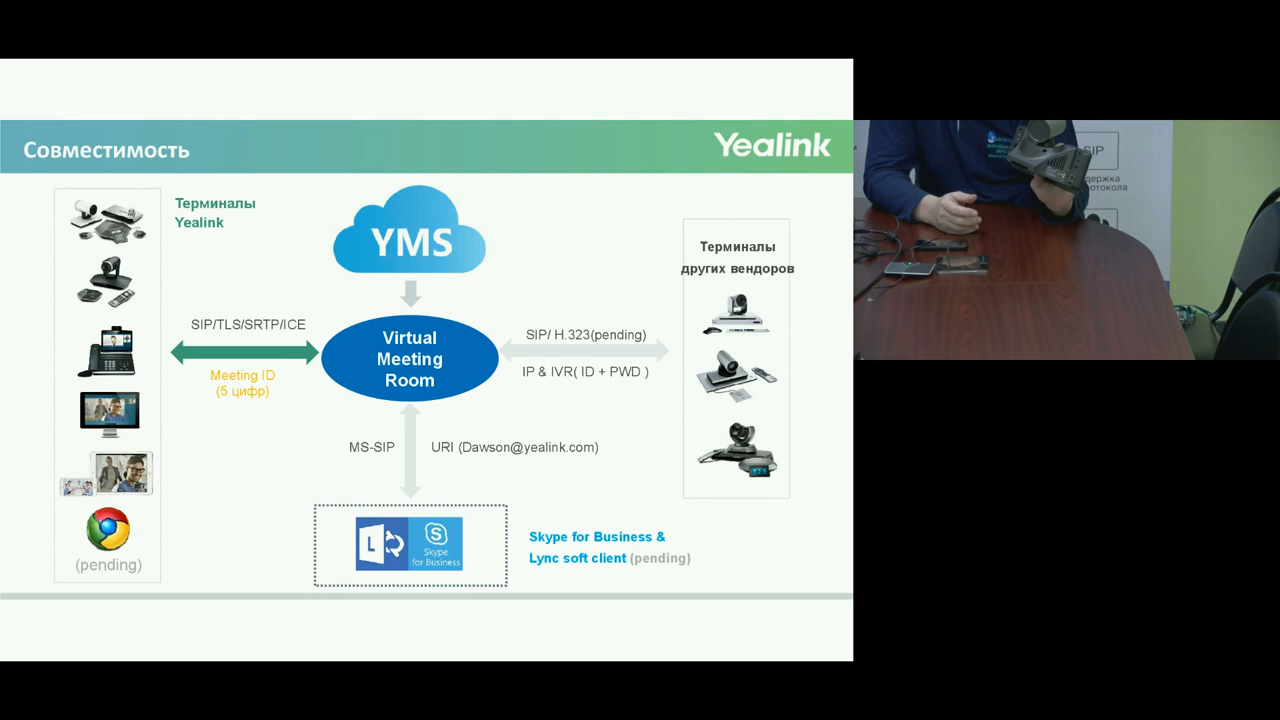 Совместимость
Yealink
Терминалы
Yealink
YMS
Терминалы
других вендоров
SIP/TLS/SRTP/ICE
Virtual
Meeting
Room
SIP/ H.323(pending)
Meeting ID
(5 цифр)
IP & IVR( ID + PWD )
MS-SIP
URI (Dawson@yealink.com)
L
S
Skype
for Business
Skype for Business &
Lync soft client (pending)
(pending)
SIP